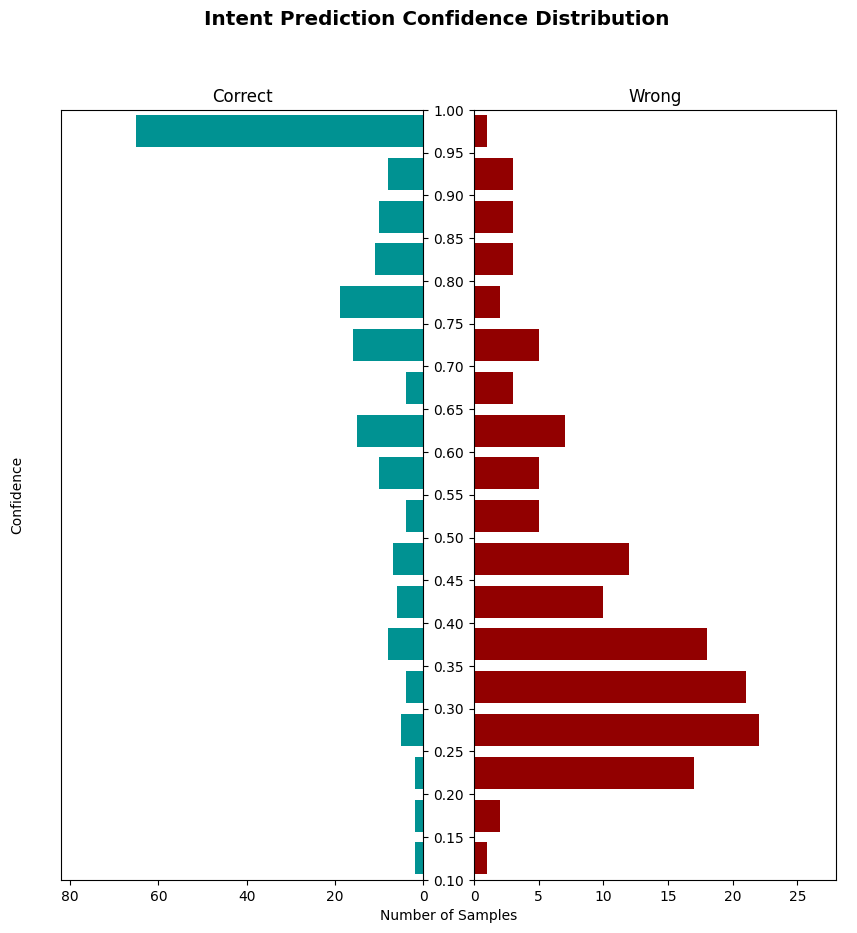 Intent Prediction Confidence Distribution
Correct
Wrong
1.00
0.95
0.90
0.85
0.80
0.75
0.70
0.65
0.60
0.55
0.50
0.45
0.40
0.35
0.30
0.25
0.20
0.15
0.10
Confidence
80 60 40 20 0
0 5 10 15 20 25
Number of Samples